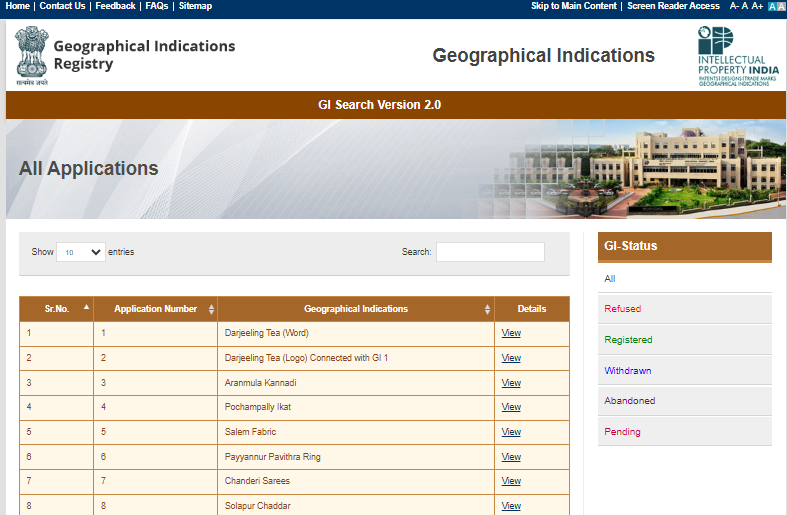 Home | Contact Us | Feedback | FAQs | Sitemap
Skip to Main Content | Screen Reader Access A- A A+ A A
Geographical Indications
Registry
सत्यमेव जयते
Geographical Indications
INTELLECTUAL
PROPERTY INDIA
PATENTS | DESIGNS | TRADE MARKS
GEOGRAPHICAL INDICATIONS
GI Search Version 2.0
All Applications
Show 10 entries
Search:
Sr.No. Application Number Geographical Indications Details
1 1 Darjeeling Tea (Word) View
2 2 Darjeeling Tea (Logo) Connected with GI 1 View
3 3 Aranmula Kannadi View
4 4 Pochampally Ikat View
5 5 Salem Fabric View
6 6 Payyannur Pavithra Ring View
7 7 Chanderi Sarees View
8 8 Solapur Chaddar View
GI-Status
All
Refused
Registered
Withdrawn
Abandoned
Pending